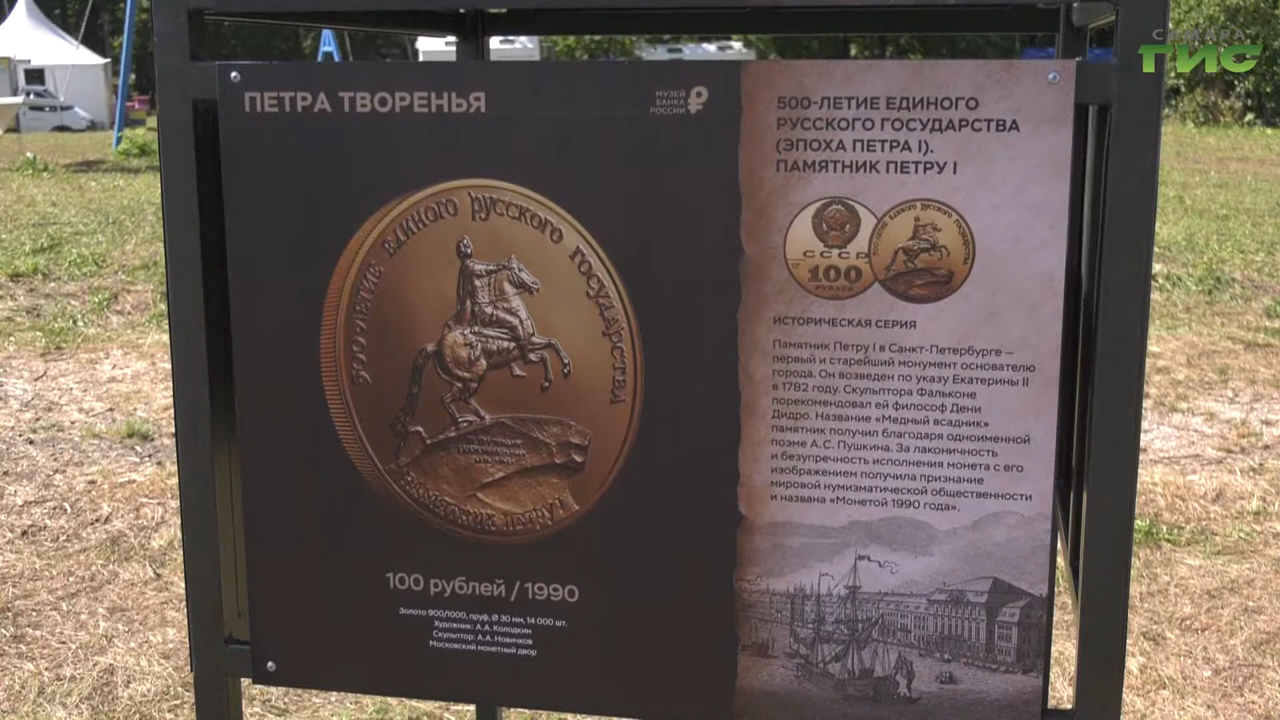 САМАРА
ГИС
ПЕТРА ТВОРЕНЬЯ
МУЗЕЙ
БАНКА
РОССИИ
500-ЛЕТИЕ ЕДИНОГО РУССКОГО ГОСУДАРСТВА
ПАМЯТНИК ПЕТРУ I
100 рублей / 1990
Золото 900/1000, пруф, Ø 30 мм, 14 000 шт.
Художник: А.А. Колодкин
Скульптор: А.А. Новичков
Московский монетный двор
500-ЛЕТИЕ ЕДИНОГО
РУССКОГО ГОСУДАРСТВА
(ЭПОХА ПЕТРА I).
ПАМЯТНИК ПЕТРУ I
СССР
100
РУБЛЕЙ
500-ЛЕТИЕ ЕДИНОГО РУССКОГО ГОСУДАРСТВА
ИСТОРИЧЕСКАЯ СЕРИЯ
Памятник Петру I в Санкт-Петербурге —
первый и старейший монумент основателю
города. Он возведен по указу Екатерины II
в 1782 году. Скульптора Фальконе
порекомендовал ей философ Дени
Дидро. Название «Медный всадник»
памятник получил благодаря одноименной
поэме А.С. Пушкина. За лаконичность
и безупречность исполнения монета с его
изображением получила признание
мировой нумизматической общественности
и названа «Монетой 1990 года».